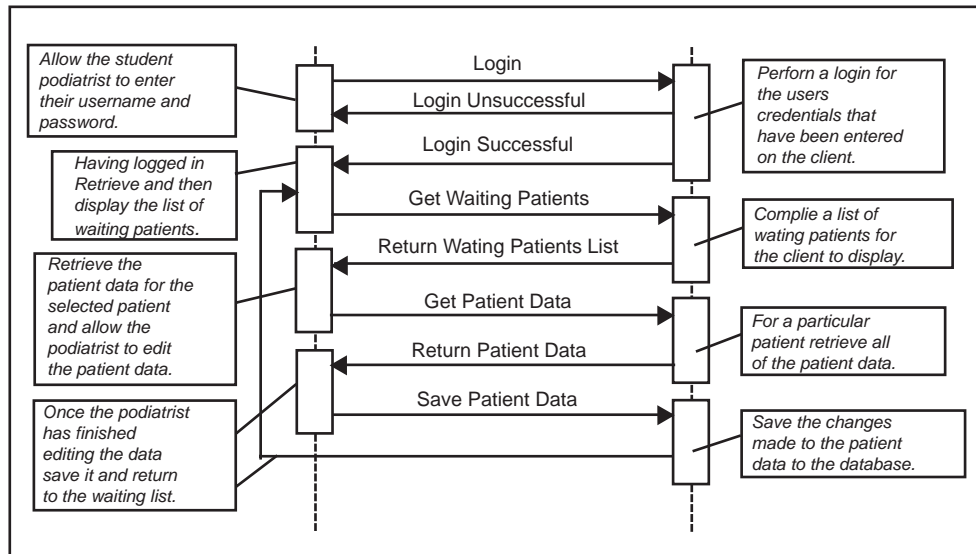 Allow the student
podiatrist to enter
their username and
password.
Having logged in
Retrieve and then
display the list of
waiting patients.
Retrieve the
patient data for the
selected patient
and allow the
podiatrist to edit
the patient data.
Once the podiatrist
has finished
editing the data
save it and return
to the waiting list.
Login
Login Unsuccessful
Login Successful
Get Waiting Patients
Return Wating Patients List
Get Patient Data
Return Patient Data
Save Patient Data
Perforn a login for
the users
credentials that
have been entered
on the client.
Complie a list of
wating patients for
the client to display.
For a particular
patient retrieve all
of the patient data.
Save the changes
made to the patient
data to the database.